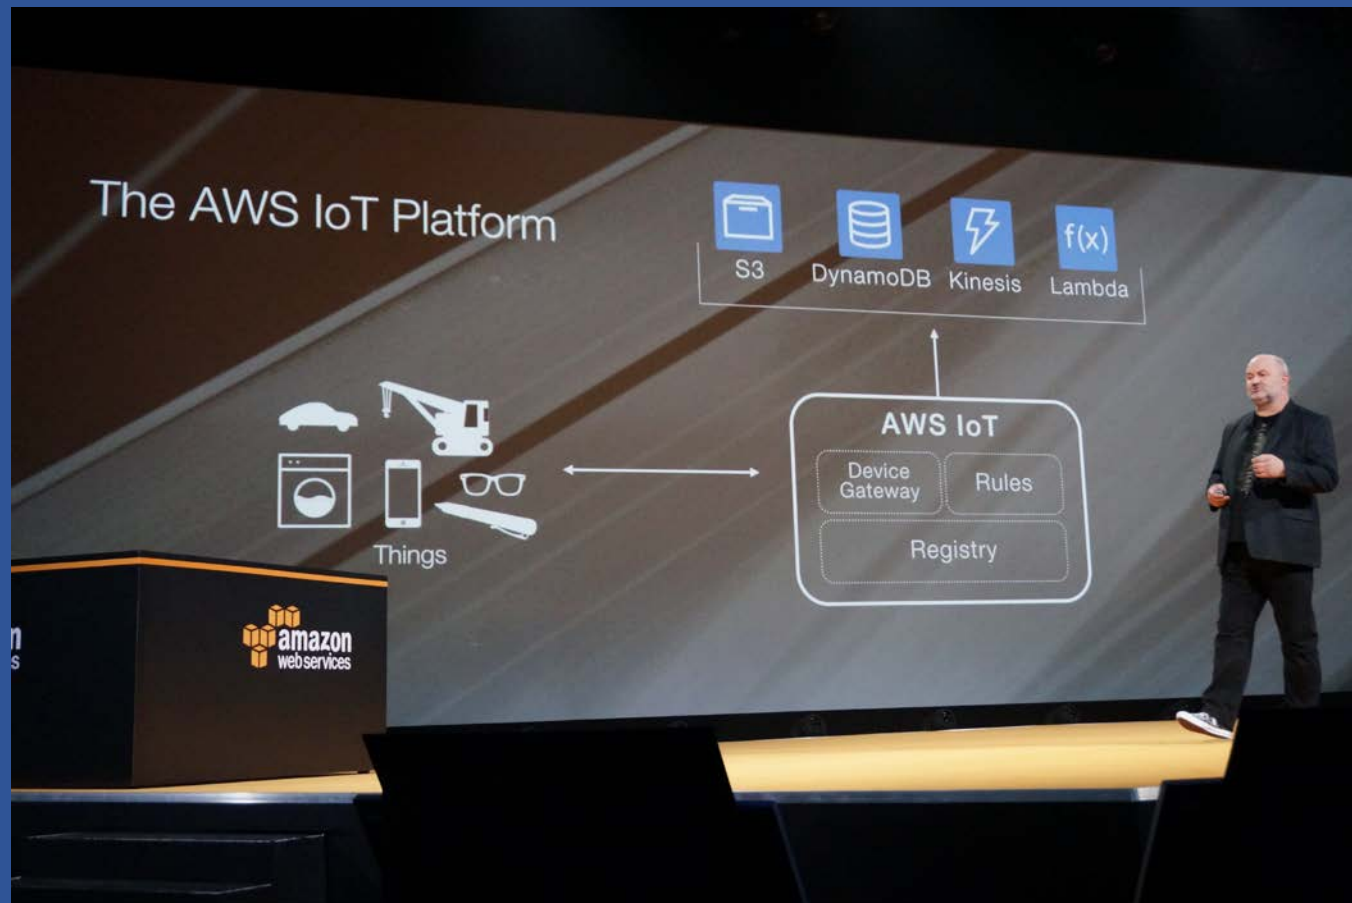 The AWS IoT Platform
S3
DynamoDB
Kinesis
f(x)
Lambda
AWS IoT
Device
Gateway
Rules
Registry
Things
amazon
web services
n
s